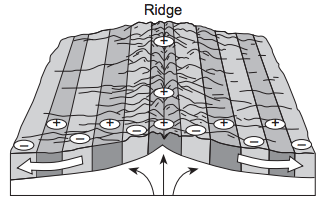 Ridge
+
+
+ + + +
− − − − − −